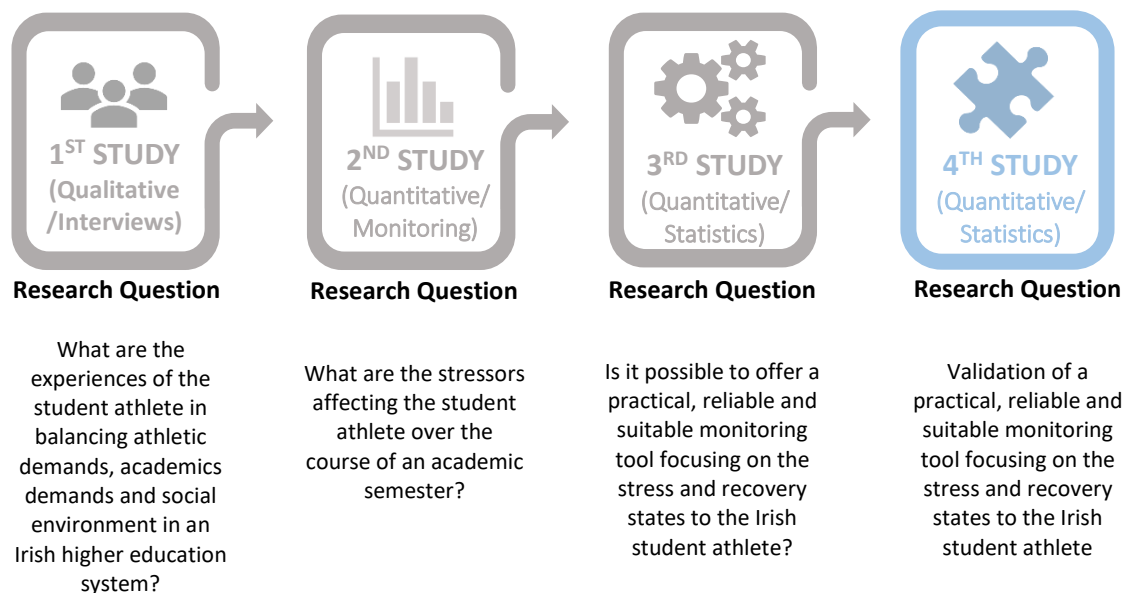 1ST STUDY
(Qualitative
/Interviews)
Research Question
What are the
experiences of the
student athlete in
balancing athletic
demands, academics
demands and social
environment in an
Irish higher education
system?
2ND STUDY
(Quantitative/
Monitoring)
Research Question
What are the stressors
affecting the student
athlete over the
course of an academic
semester?
3RD STUDY
(Quantitative/
Statistics)
Research Question
Is it possible to offer a
practical, reliable and
suitable monitoring
tool focusing on the
stress and recovery
states to the Irish
student athlete?
4TH STUDY
(Quantitative/
Statistics)
Research Question
Validation of a
practical, reliable and
suitable monitoring
tool focusing on the
stress and recovery
states to the Irish
student athlete